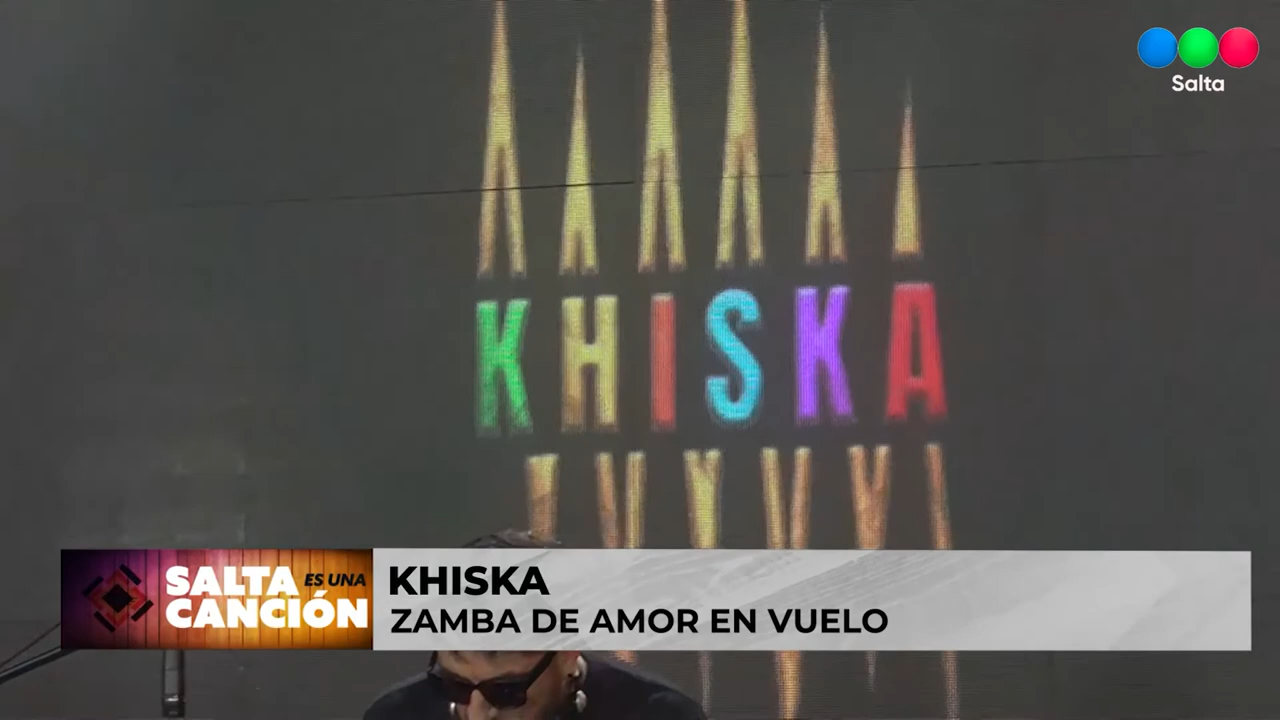 Salta
KHISKA
SALTA ES UNA
CANCIÓN
KHISKA
ZAMBA DE AMOR EN VUELO